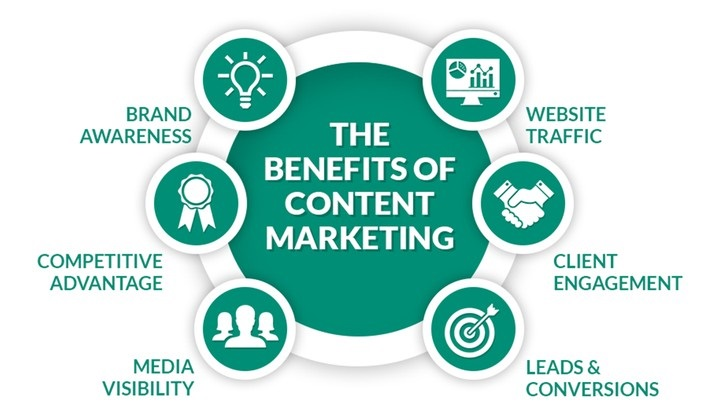 THE
BENEFITS OF
CONTENT
MARKETING
BRAND
AWARENESS
COMPETITIVE
ADVANTAGE
MEDIA
VISIBILITY
WEBSITE
TRAFFIC
CLIENT
ENGAGEMENT
LEADS &
CONVERSIONS